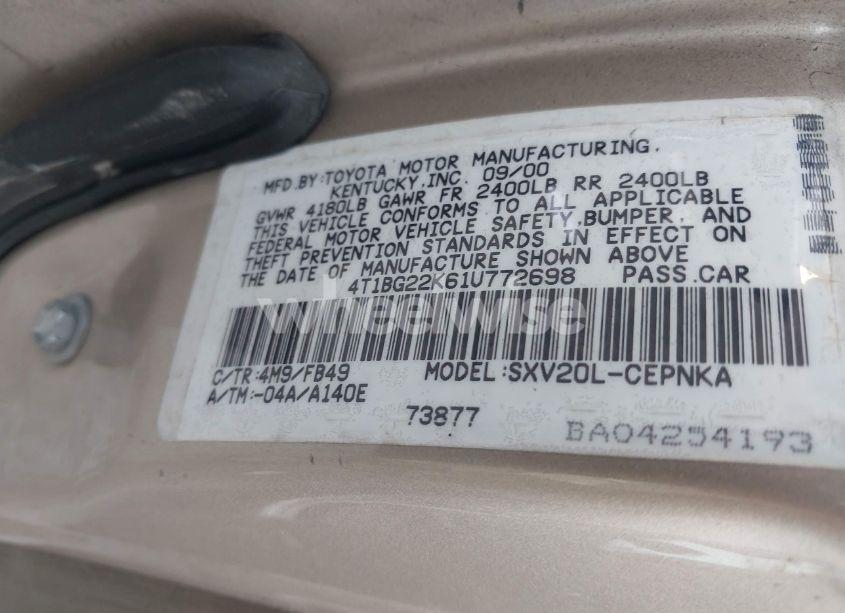 MFD.BY:TOYOTA MOTOR MANUFACTURING,
KENTUCKY,INC. 09/00
GVWR 4180LB GAWR FR 2400LB RR 2400LB
THIS VEHICLE CONFORMS TO ALL APPLICABLE
FEDERAL MOTOR VEHICLE SAFETY,BUMPER, AND
THEFT PREVENTION STANDARDS IN EFFECT ON
THE DATE OF MANUFACTURE SHOWN ABOVE
4T1BG22K61U772698 PASS.CAR
wheelwise
C/TR:4M9/FB49 MODEL:SXV20L-CEPNKA
A/TM:-04A/A140E
73877
BA04254193